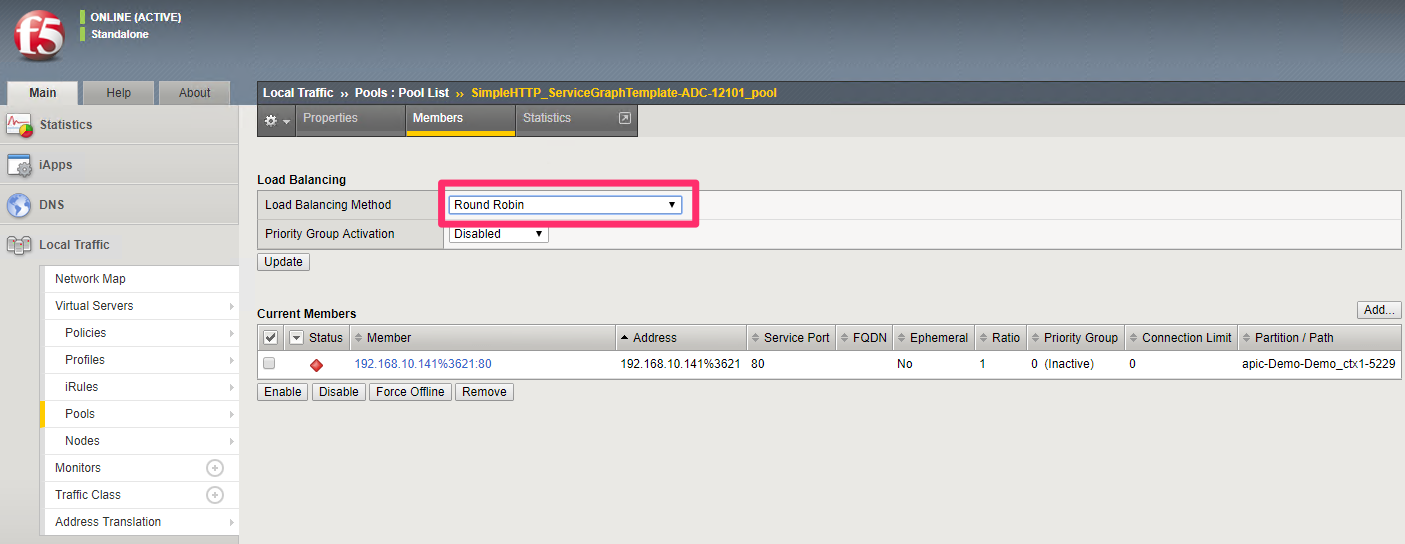 f5
ONLINE (ACTIVE)
Standalone
Main Help About
Statistics
iApps
DNS
Local Traffic
Network Map
Virtual Servers
Policies
Profiles
iRules
Pools
Nodes
Monitors
Traffic Class
Address Translation
Local Traffic ›› Pools : Pool List ›› SimpleHTTP_ServiceGraphTemplate-ADC-12101_pool
Properties Members Statistics
Load Balancing
Load Balancing Method Round Robin
Priority Group Activation Disabled
Update
Current Members Add...
Status Member Address Service Port FQDN Ephemeral Ratio Priority Group Connection Limit Partition / Path
192.168.10.141%3621:80 192.168.10.141%3621 80 No 1 0 (Inactive) 0 apic-Demo-Demo_ctx1-5229
Enable Disable Force Offline Remove